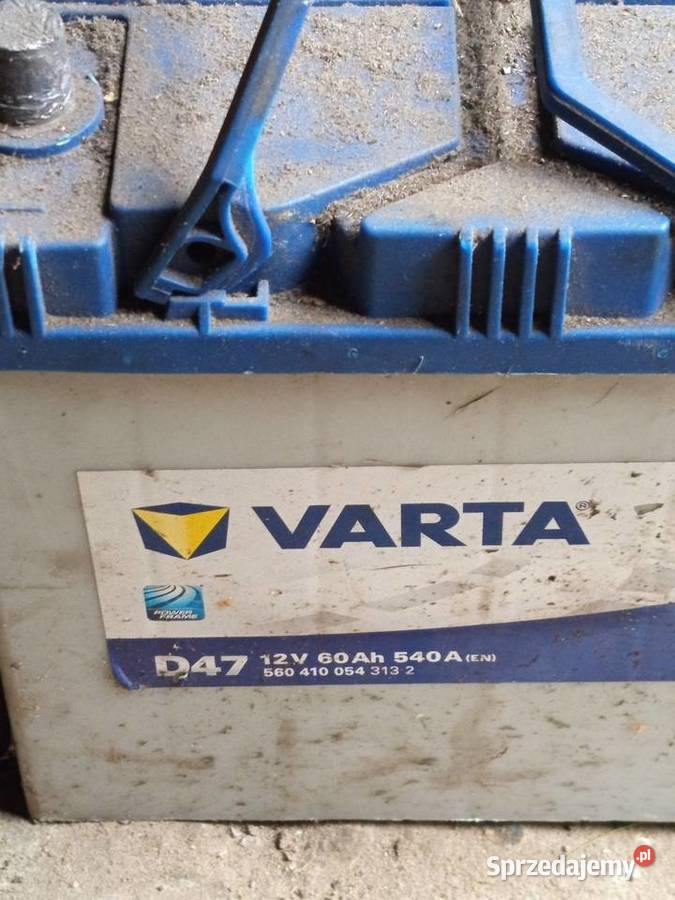 VARTA®
POWER
FRAME
D47 12V 60Ah 540A (EN)
560 410 054 313 2
Sprzedajemy.pl